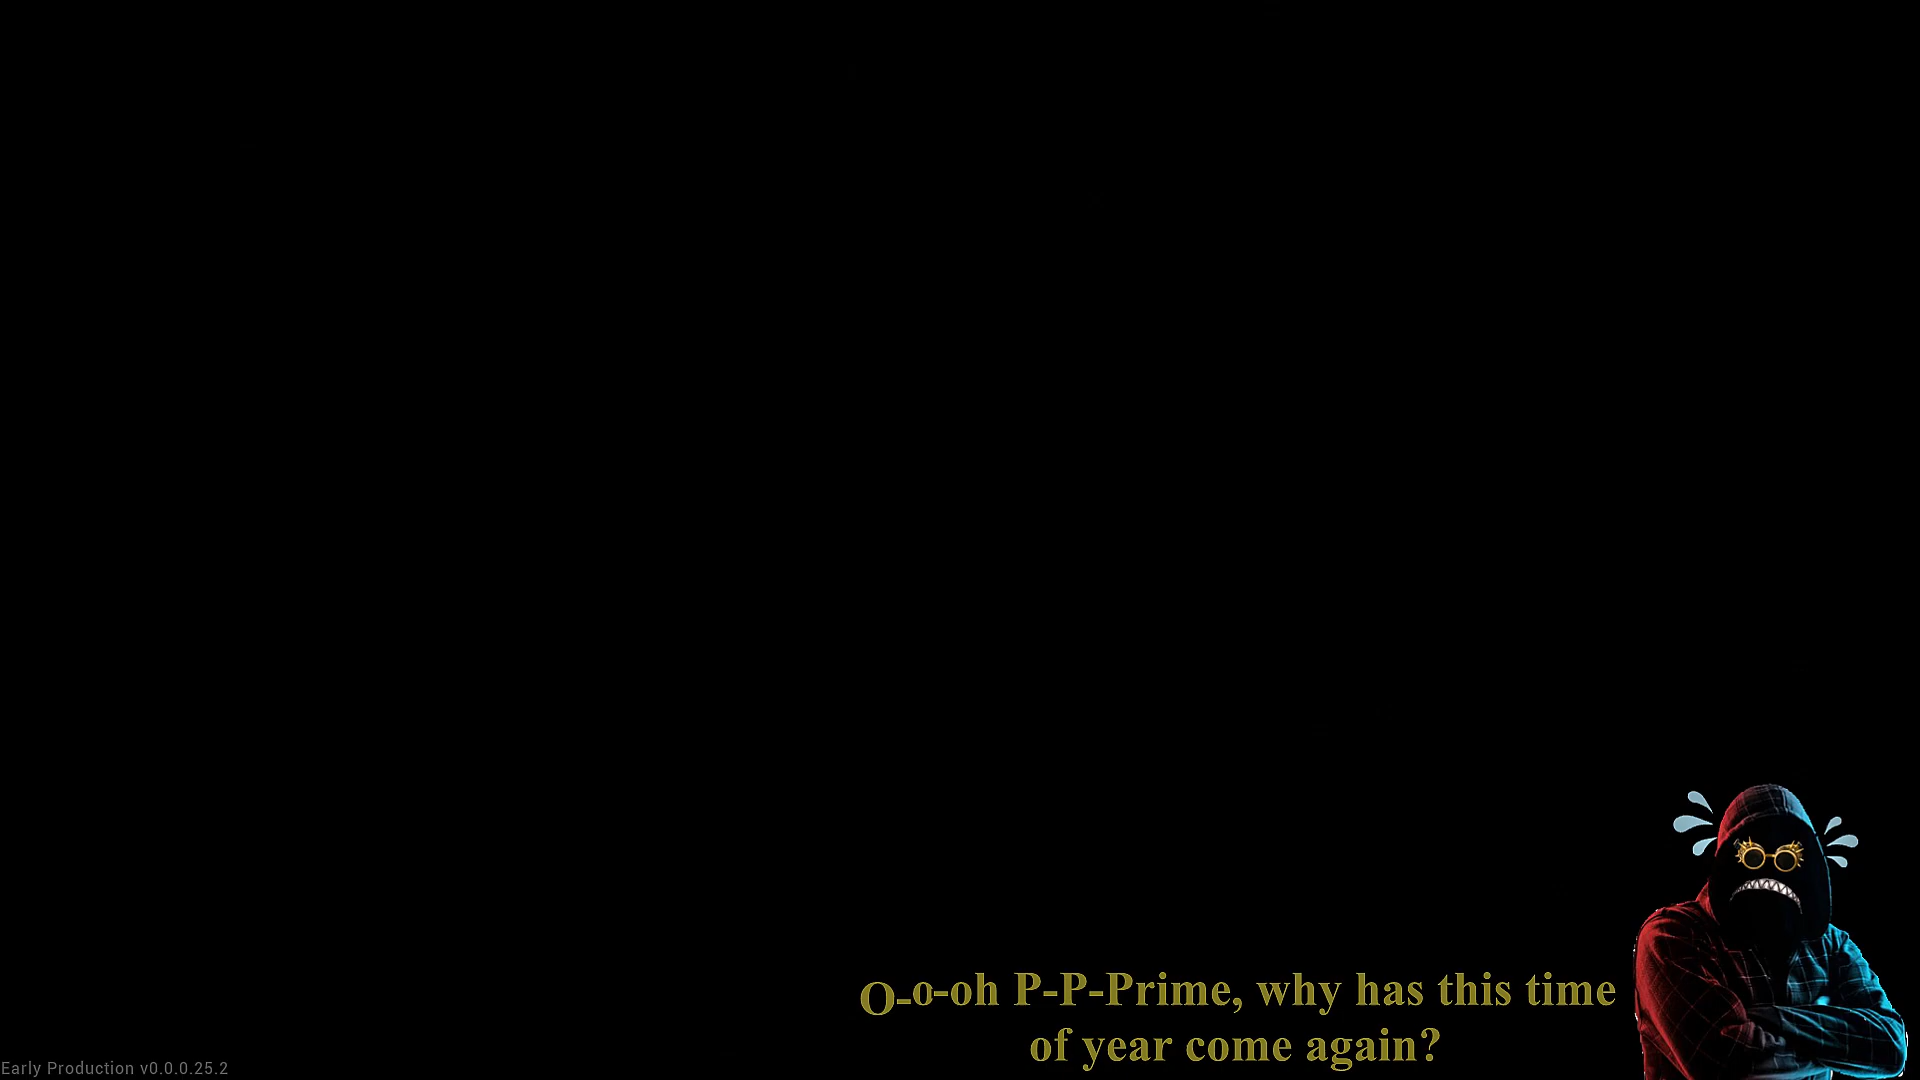 O-o-oh P-P-Prime, why has this time
of year come again?
Early Production v0.0.0.25.2